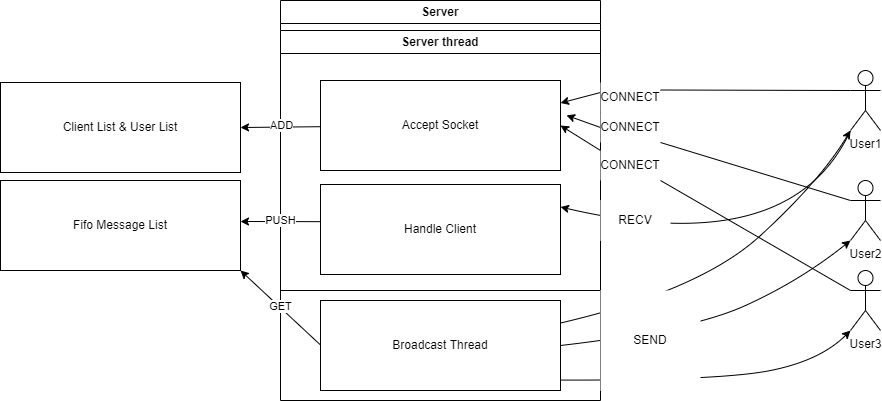 Server
Server thread
Client List & User List
ADD
Accept Socket
CONNECT
CONNECT
CONNECT
User1
Fifo Message List
PUSH
Handle Client
RECV
User2
GET
Broadcast Thread
SEND
User3